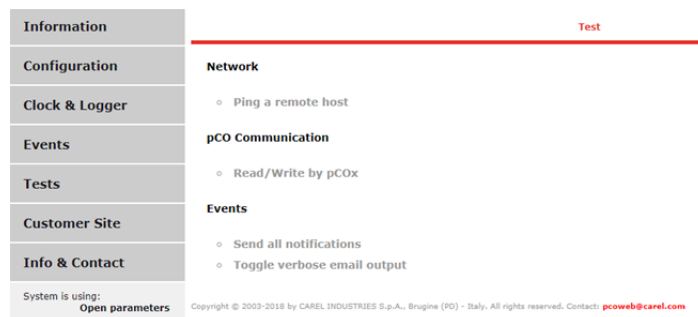 Information
Configuration
Clock & Logger
Events
Tests
Customer Site
Info & Contact
System is using:
Open parameters
Test
Network
Ping a remote host
pCO Communication
Read/Write by pCOx
Events
Send all notifications
Toggle verbose email output
Copyright © 2003-2018 by CAREL INDUSTRIES S.p.A., Brugine (PD) - Italy. All rights reserved. Contact: pcoweb@carel.com